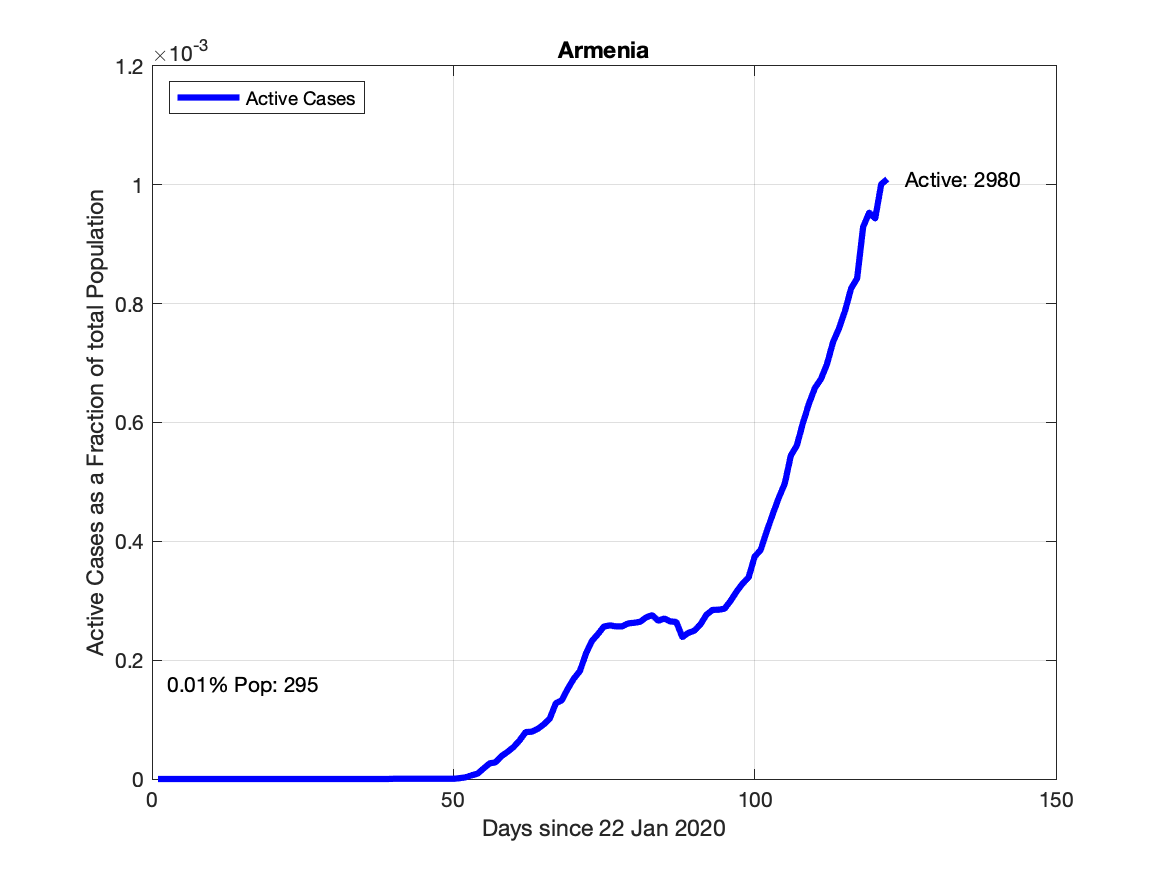 Armenia
×10-3
Active Cases
1.2
1
0.8
0.6
0.4
0.2
0
Active Cases as a Fraction of total Population
Active: 2980
0.01% Pop: 295
0 50 100 150
Days since 22 Jan 2020